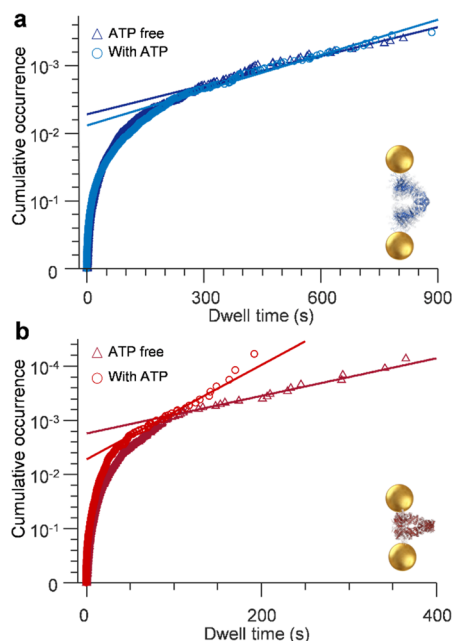 a
ATP free
With ATP
Cumulative occurrence
10-3
10-2
10-1
0
0 300 600 900
Dwell time (s)
b
ATP free
With ATP
Cumulative occurrence
10-4
10-3
10-2
10-1
0
0 200 400
Dwell time (s)